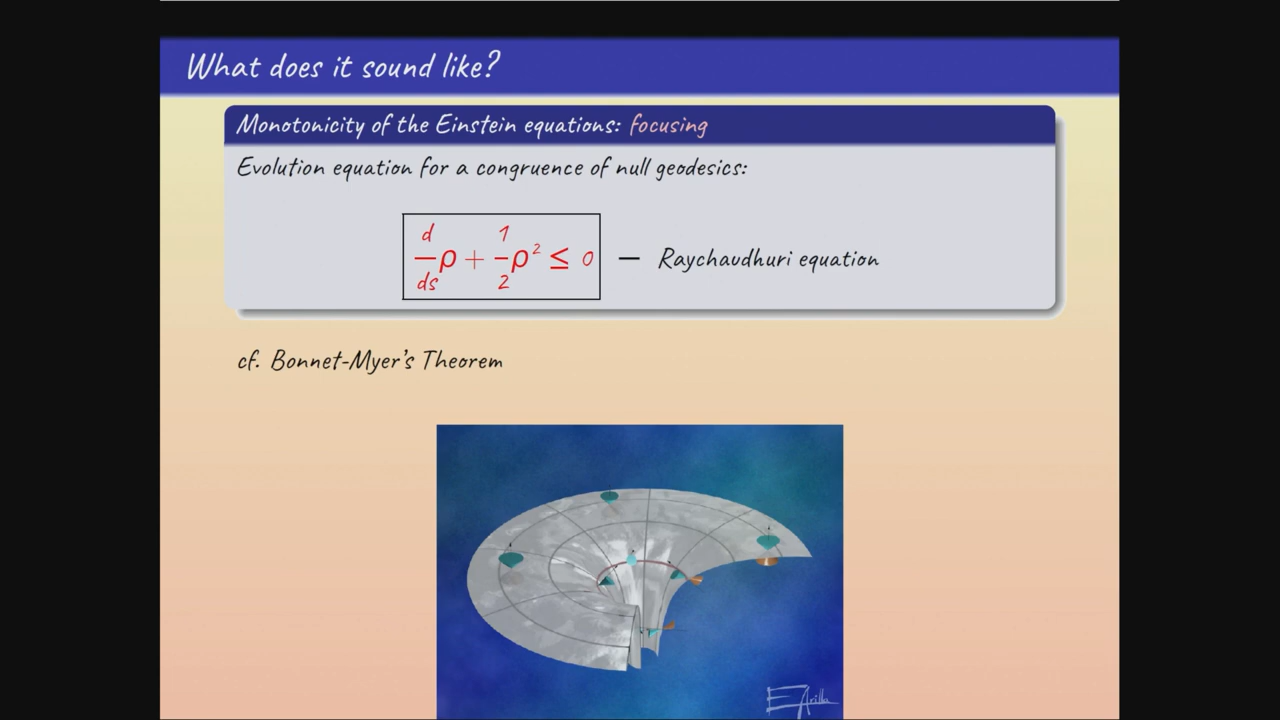 What does it sound like?
Monotonicity of the Einstein equations: focusing
Evolution equation for a congruence of null geodesics:
d/ds ρ + 1/2 ρ² ≤ 0 — Raychaudhuri equation
cf. Bonnet-Myer's Theorem